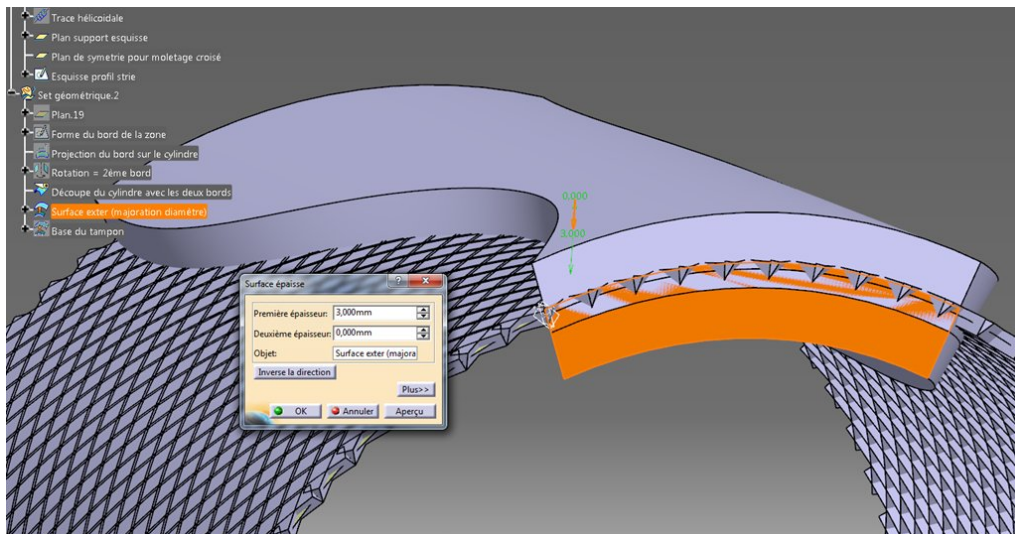 Trace hélicoidale
Plan support esquisse
Plan de symetrie pour moletage croisé
Esquisse profil strie
Set géométrique.2
Plan.19
Forme du bord de la zone
Projection du bord sur le cylindre
Rotation = 2éme bord
Découpe du cylindre avec les deux bords
Surface exter (majoration diamétre)
Base du tampon
0,000
3,000
Surface épaisse
Première épaisseur: 3,000mm
Deuxième épaisseur: 0,000mm
Objet: Surface exter (majora
Inverse la direction
Plus>>
OK Annuler Aperçu